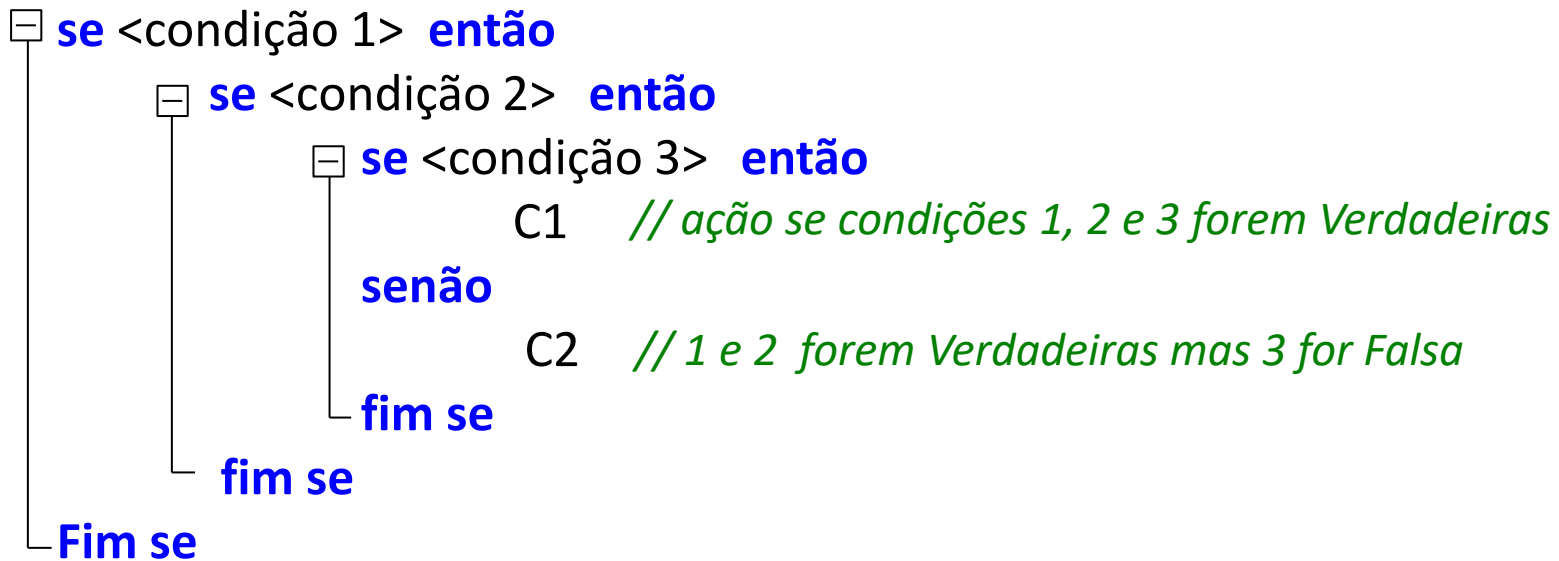 se <condição 1> então
se <condição 2> então
se <condição 3> então
C1 // ação se condições 1, 2 e 3 forem Verdadeiras
senão
C2 // 1 e 2 forem Verdadeiras mas 3 for Falsa
fim se
fim se
Fim se